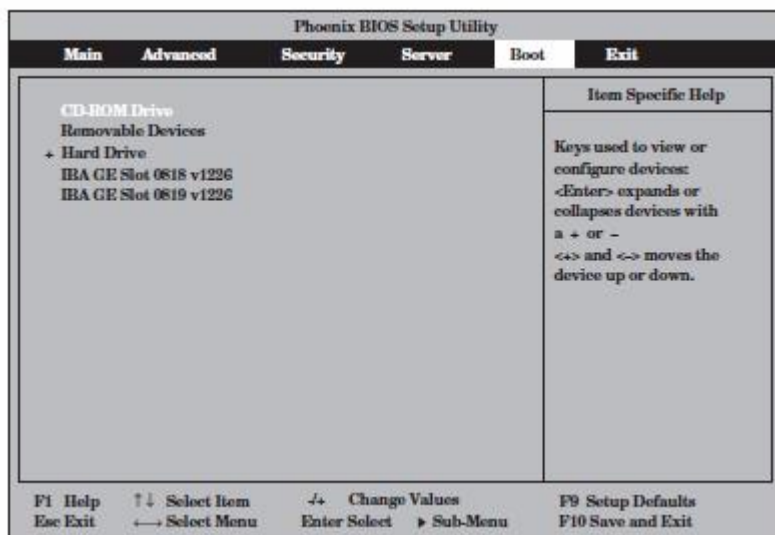 Phoenix BIOS Setup Utility
Main Advanced Security Server Boot Exit
CD-ROM Drive
Removable Devices
+ Hard Drive
IBA GE Slot 0818 v1226
IBA GE Slot 0819 v1226
Item Specific Help
Keys used to view or
configure devices:
<Enter> expands or
collapses devices with
a + or –
<+> and <-> moves the
device up or down.
F1 Help ↑↓ Select Item -/+ Change Values F9 Setup Defaults
Esc Exit ←→ Select Menu Enter Select ▶ Sub-Menu F10 Save and Exit